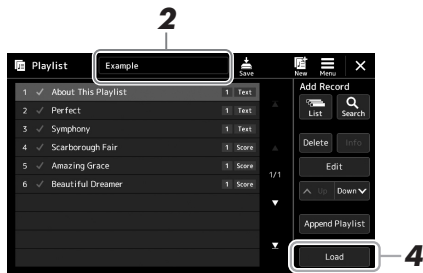 2
Playlist Example Save New Menu
1 About This Playlist 1 Text
2 Perfect 1 Text
3 Symphony 1 Text
4 Scarborough Fair 1 Score
5 Amazing Grace 1 Score
6 Beautiful Dreamer 1 Score
1/1
Add Record
List Search
Delete Info
Edit
Up Down
Append Playlist
Load
4